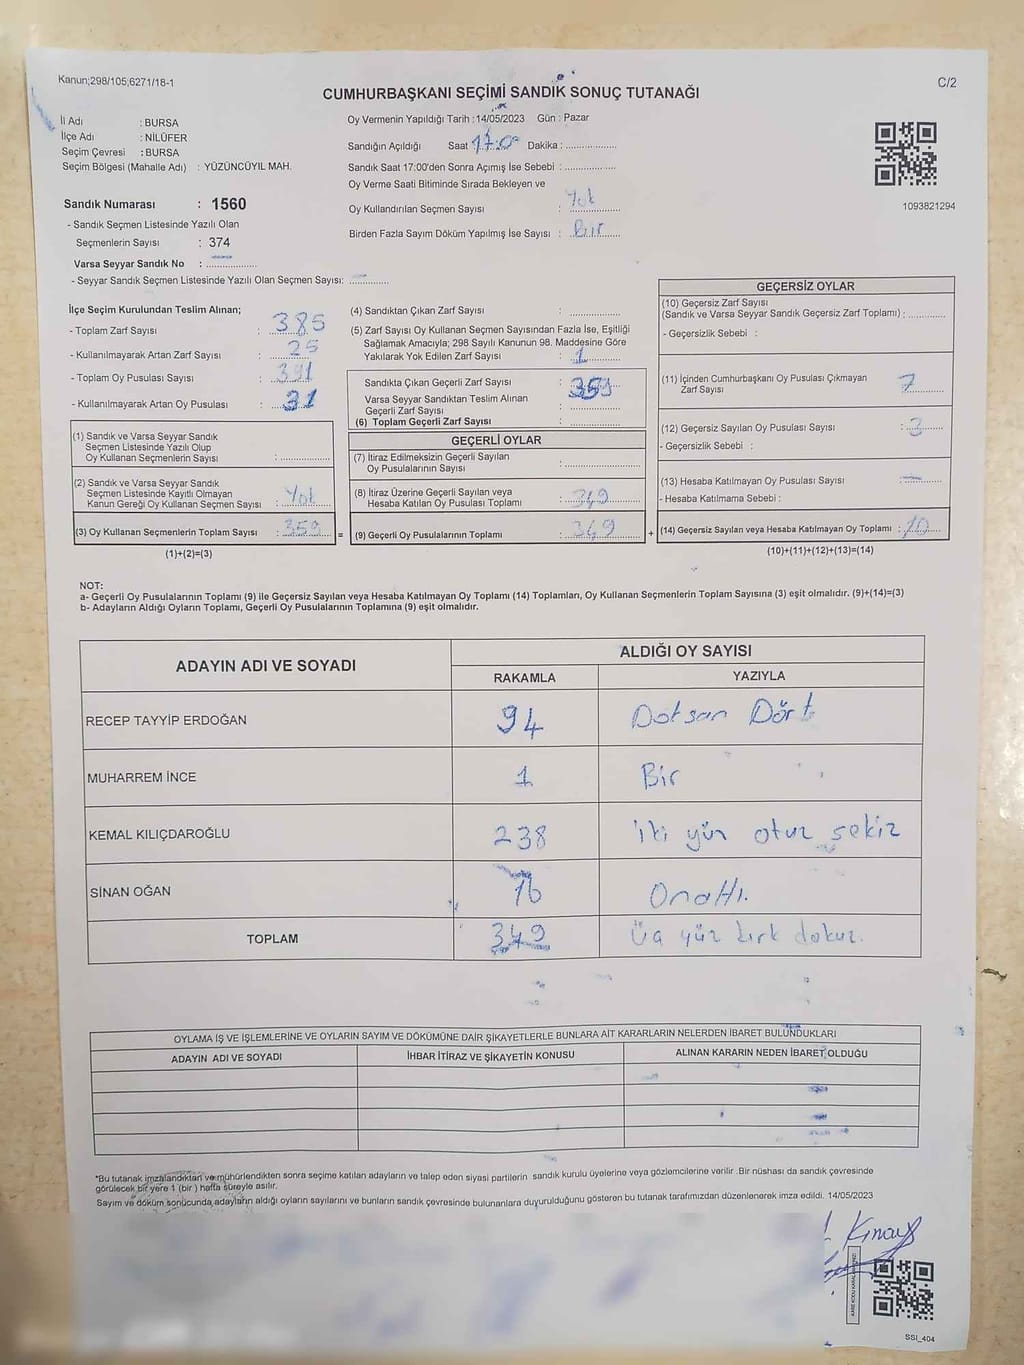 Kanun;298/105,6271/18-1
C/2
CUMHURBAŞKANI SEÇİMİ SANDIK SONUÇ TUTANAĞI
İl Adı : BURSA
İlçe Adı : NİLÜFER
Seçim Çevresi : BURSA
Seçim Bölgesi (Mahalle Adı) : YÜZÜNCÜYIL MAH.
Oy Vermenin Yapıldığı Tarih : 14/05/2023 Gün : Pazar
Sandığın Açıldığı Saat 17.0 Dakika : ................
Sandık Saat 17:00'den Sonra Açımış İse Sebebi : ................
Oy Verme Saati Bitiminde Sırada Bekleyen ve
Oy Kullandırılan Seçmen Sayısı : Yok
Birden Fazla Sayım Döküm Yapılmış İse Sayısı : Bir
1093821294
Sandık Numarası : 1560
- Sandık Seçmen Listesinde Yazılı Olan
Seçmenlerin Sayısı : 374
Varsa Seyyar Sandık No : ................
- Seyyar Sandık Seçmen Listesinde Yazılı Olan Seçmen Sayısı: ............
İlçe Seçim Kurulundan Teslim Alınan;
- Toplam Zarf Sayısı : 385
- Kullanılmayarak Artan Zarf Sayısı : 25
- Toplam Oy Pusulası Sayısı : 391
- Kullanılmayarak Artan Oy Pusulası : 31
(1) Sandık ve Varsa Seyyar Sandık
Seçmen Listesinde Yazılı Olup
Oy Kullanan Seçmenlerin Sayısı : ................
(2) Sandık ve Varsa Seyyar Sandık
Seçmen Listesinde Kayıtlı Olmayan
Kanun Gereği Oy Kullanan Seçmen Sayısı : Yok
(3) Oy Kullanan Seçmenlerin Toplam Sayısı : 359 =
(1)+(2)=(3)
(4) Sandıktan Çıkan Zarf Sayısı : ................
(5) Zarf Sayısı Oy Kullanan Seçmen Sayısından Fazla İse, Eşitliği
Sağlamak Amacıyla; 298 Sayılı Kanunun 98. Maddesine Göre
Yakılarak Yok Edilen Zarf Sayısı : 1
Sandıkta Çıkan Geçerli Zarf Sayısı : 359
Varsa Seyyar Sandıktan Teslim Alınan
Geçerli Zarf Sayısı : ................
(6) Toplam Geçerli Zarf Sayısı : ................
GEÇERLİ OYLAR
(7) İtiraz Edilmeksizin Geçerli Sayılan
Oy Pusulalarının Sayısı : ................
(8) İtiraz Üzerine Geçerli Sayılan veya
Hesaba Katılan Oy Pusulası Toplamı : 349
(9) Geçerli Oy Pusulalarının Toplamı : 349 +
GEÇERSİZ OYLAR
(10) Geçersiz Zarf Sayısı
(Sandık ve Varsa Seyyar Sandık Geçersiz Zarf Toplamı) : ............
- Geçersizlik Sebebi :
(11) İçinden Cumhurbaşkanı Oy Pusulası Çıkmayan
Zarf Sayısı : 7
(12) Geçersiz Sayılan Oy Pusulası Sayısı : 3
- Geçersizlik Sebebi :
(13) Hesaba Katılmayan Oy Pusulası Sayısı : ............
- Hesaba Katılmama Sebebi :
(14) Geçersiz Sayılan veya Hesaba Katılmayan Oy Toplamı : 10
(10)+(11)+(12)+(13)=(14)
NOT:
a- Geçerli Oy Pusulalarının Toplamı (9) ile Geçersiz Sayılan veya Hesaba Katılmayan Oy Toplamı (14) Toplamları, Oy Kullanan Seçmenlerin Toplam Sayısına (3) eşit olmalıdır. (9)+(14)=(3)
b- Adayların Aldığı Oyların Toplamı, Geçerli Oy Pusulalarının Toplamına (9) eşit olmalıdır.
ADAYIN ADI VE SOYADI ALDIĞI OY SAYISI
RAKAMLA YAZIYLA
RECEP TAYYİP ERDOĞAN 94 Dotsan Dört
MUHARREM İNCE 1 Bir
KEMAL KILIÇDAROĞLU 238 iki yüz otuz sekiz
SİNAN OĞAN 16 Onaltı.
TOPLAM 349 Üç yüz kırk dokuz.
OYLAMA İŞ VE İŞLEMLERİNE VE OYLARIN SAYIM VE DÖKÜMÜNE DAİR ŞİKAYETLERLE BUNLARA AİT KARARLARIN NELERDEN İBARET BULUNDUKLARI
ADAYIN ADI VE SOYADI İHBAR İTİRAZ VE ŞİKAYETİN KONUSU ALINAN KARARIN NEDEN İBARET OLDUĞU
*Bu tutanak imzalandıktan ve mühürlendikten sonra seçime katılan adayların ve talep eden siyasi partilerin sandık kurulu üyelerine veya gözlemcilerine verilir .Bir nüshası da sandık çevresinde
görülecek bir yere 1 (bir ) hafta süreyle asılır.
Sayım ve döküm sonucunda adayların aldığı oyların sayılarını ve bunların sandık çevresinde bulunanlara duyurulduğunu gösteren bu tutanak tarafımızdan düzenlenerek imza edildi. 14/05/2023
SSI_404